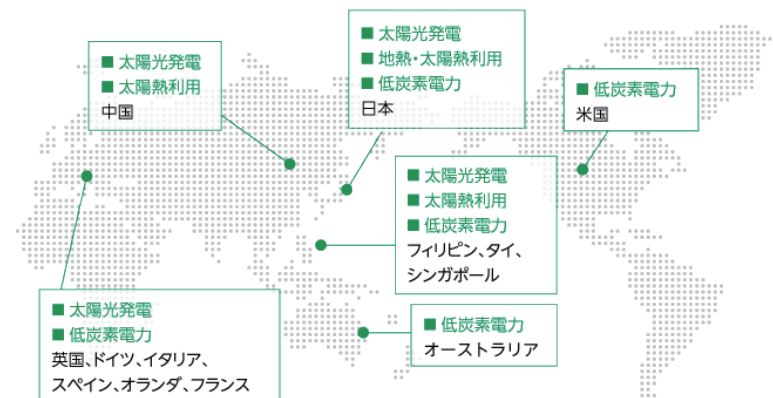 ■ 太陽光発電
■ 太陽熱利用
中国
■ 太陽光発電
■ 地熱・太陽熱利用
■ 低炭素電力
日本
■ 低炭素電力
米国
■ 太陽光発電
■ 太陽熱利用
■ 低炭素電力
フィリピン、タイ、
シンガポール
■ 太陽光発電
■ 低炭素電力
英国、ドイツ、イタリア、
スペイン、オランダ、フランス
■ 低炭素電力
オーストラリア